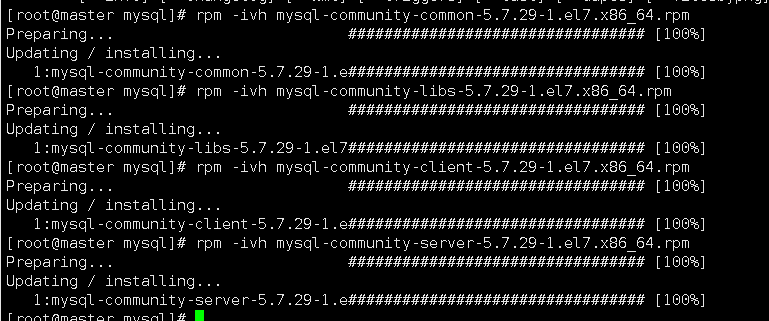 [root@master mysql]# rpm -ivh mysql-community-common-5.7.29-1.el7.x86_64.rpm
Preparing... ################################# [100%]
Updating / installing...
1:mysql-community-common-5.7.29-1.e################################# [100%]
[root@master mysql]# rpm -ivh mysql-community-libs-5.7.29-1.el7.x86_64.rpm
Preparing... ################################# [100%]
Updating / installing...
1:mysql-community-libs-5.7.29-1.el7################################# [100%]
[root@master mysql]# rpm -ivh mysql-community-client-5.7.29-1.el7.x86_64.rpm
Preparing... ################################# [100%]
Updating / installing...
1:mysql-community-client-5.7.29-1.e################################# [100%]
[root@master mysql]# rpm -ivh mysql-community-server-5.7.29-1.el7.x86_64.rpm
Preparing... ################################# [100%]
Updating / installing...
1:mysql-community-server-5.7.29-1.e################################# [100%]
[root@master mysql]#